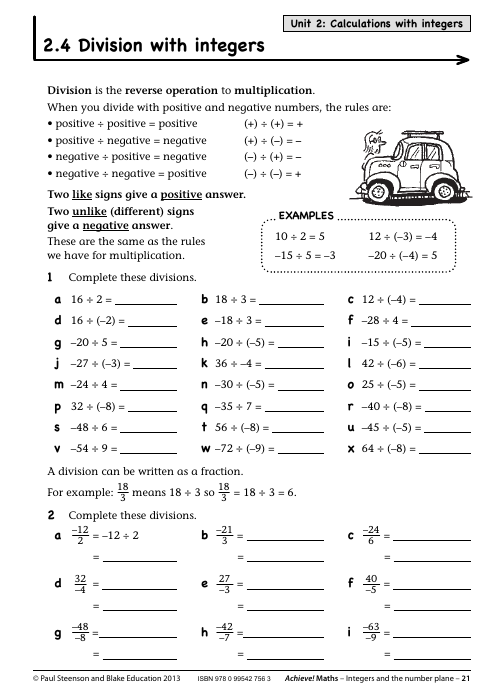 Unit 2: Calculations with integers
2.4 Division with integers
Division is the reverse operation to multiplication.
When you divide with positive and negative numbers, the rules are:
• positive ÷ positive = positive (+) ÷ (+) = +
• positive ÷ negative = negative (+) ÷ (–) = –
• negative ÷ positive = negative (–) ÷ (+) = –
• negative ÷ negative = positive (–) ÷ (–) = +
Two like signs give a positive answer.
Two unlike (different) signs
give a negative answer.
These are the same as the rules
we have for multiplication.
EXAMPLES
10 ÷ 2 = 5 12 ÷ (–3) = –4
–15 ÷ 5 = –3 –20 ÷ (–4) = 5
1 Complete these divisions.
a 16 ÷ 2 = b 18 ÷ 3 = c 12 ÷ (–4) =
d 16 ÷ (–2) = e –18 ÷ 3 = f –28 ÷ 4 =
g –20 ÷ 5 = h –20 ÷ (–5) = i –15 ÷ (–5) =
j –27 ÷ (–3) = k 36 ÷ –4 = l 42 ÷ (–6) =
m –24 ÷ 4 = n –30 ÷ (–5) = o 25 ÷ (–5) =
p 32 ÷ (–8) = q –35 ÷ 7 = r –40 ÷ (–8) =
s –48 ÷ 6 = t 56 ÷ (–8) = u –45 ÷ (–5) =
v –54 ÷ 9 = w –72 ÷ (–9) = x 64 ÷ (–8) =
A division can be written as a fraction.
For example: 18/3 means 18 ÷ 3 so 18/3 = 18 ÷ 3 = 6.
2 Complete these divisions.
a –12/2 = –12 ÷ 2 b –21/3 = c –24/6 =
= = =
d 32/–4 = e 27/–3 = f 40/–5 =
= = =
g –48/–8 = h –42/–7 = i –63/–9 =
= = =
© Paul Steenson and Blake Education 2013 ISBN 978 0 99542 756 3 Achieve! Maths – Integers and the number plane – 21